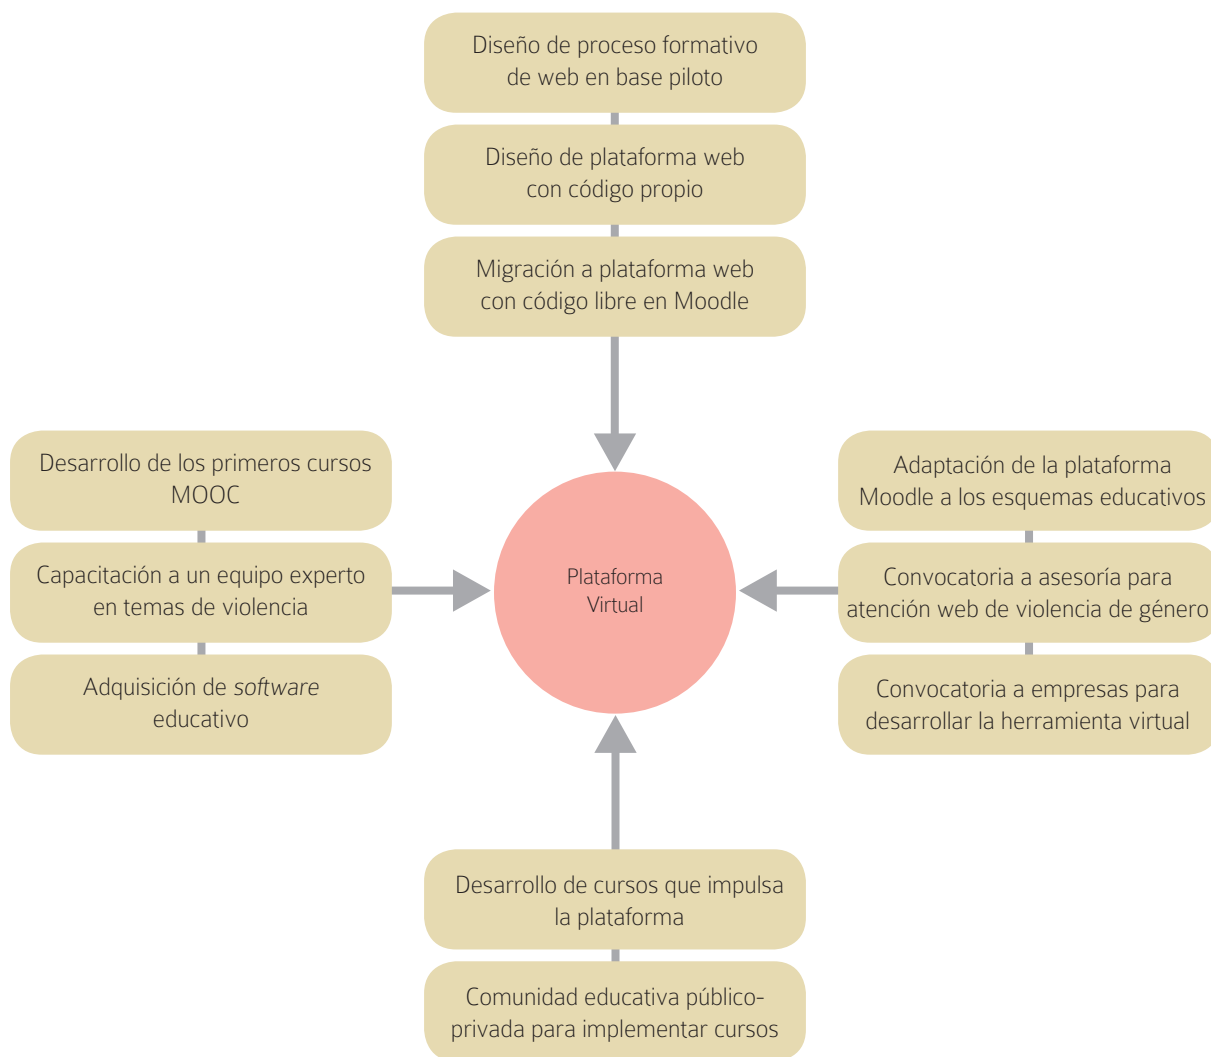 Diseño de proceso formativo
de web en base piloto
Diseño de plataforma web
con código propio
Migración a plataforma web
con código libre en Moodle
Desarrollo de los primeros cursos
MOOC
Capacitación a un equipo experto
en temas de violencia
Adquisición de software
educativo
Plataforma
Virtual
Adaptación de la plataforma
Moodle a los esquemas educativos
Convocatoria a asesoría para
atención web de violencia de género
Convocatoria a empresas para
desarrollar la herramienta virtual
Desarrollo de cursos que impulsa
la plataforma
Comunidad educativa público-
privada para implementar cursos